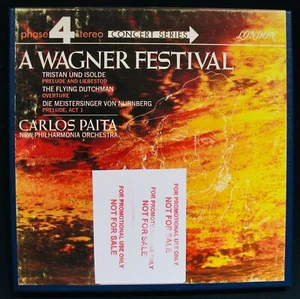 phase 4 stereo CONCERT SERIES LONDON
A WAGNER FESTIVAL
TRISTAN UND ISOLDE
PRELUDE AND LIEBESTOD
THE FLYING DUTCHMAN
OVERTURE
DIE MEISTERSINGER VON NÜRNBERG
PRELUDE, ACT 1
CARLOS PAITA
NEW PHILHARMONIA ORCHESTRA
FOR PROMOTIONAL USE ONLY
NOT FOR SALE
FOR PROMOTIONAL USE ONLY
NOT FOR SALE
FOR PROMOTIONAL USE ONLY
NOT FOR SALE